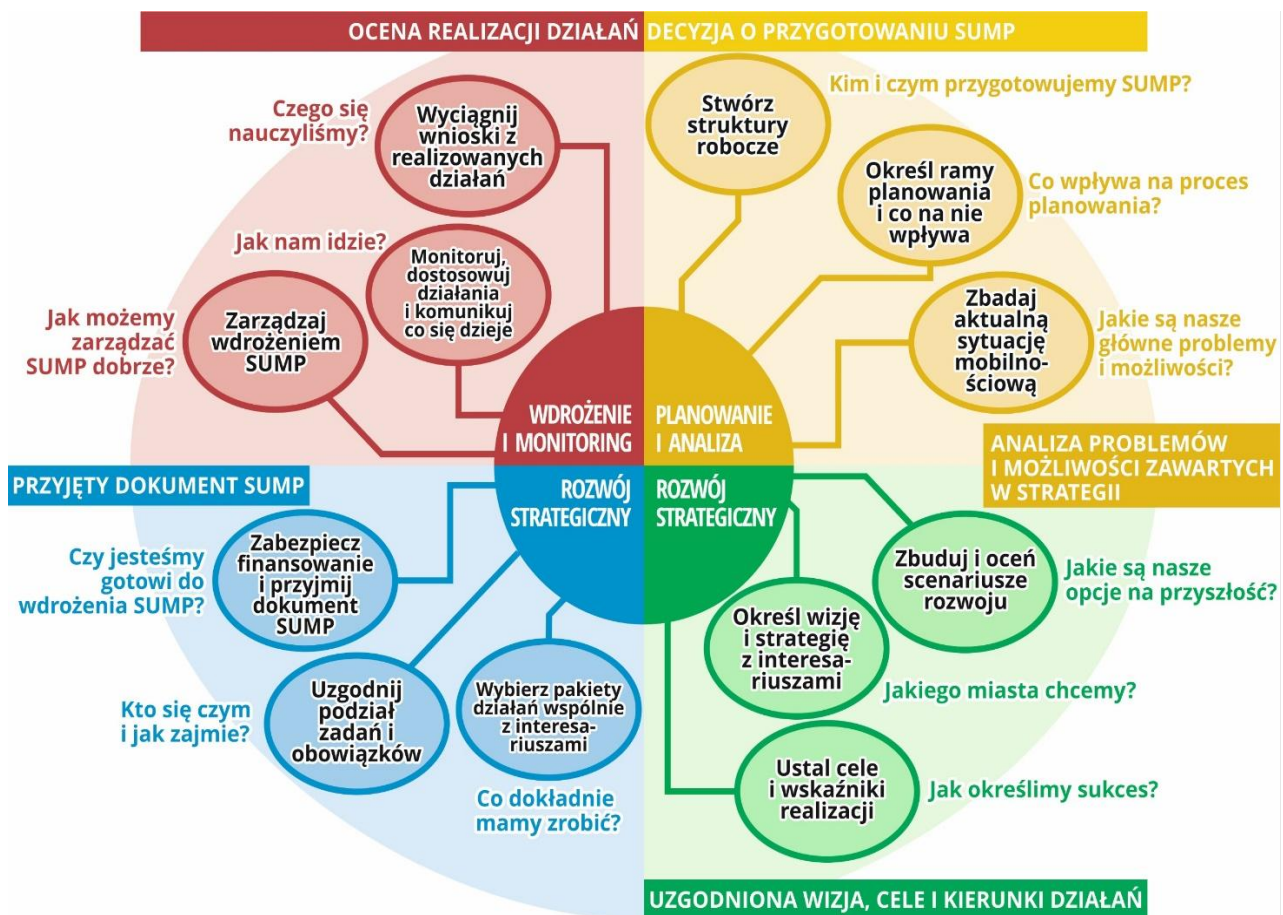 OCENA REALIZACJI DZIAŁAŃ
DECYZJA O PRZYGOTOWANIU SUMP
Kim i czym przygotowujemy SUMP?
Stwórz
struktury
robocze
Określ ramy
planowania
i co na nie
wpływa
Co wpływa na proces
planowania?
Zbadaj
aktualną
sytuację
mobilno-
ściową
Jakie są nasze
główne problemy
i możliwości?
PLANOWANIE
I ANALIZA
ANALIZA PROBLEMÓW
I MOŻLIWOŚCI ZAWARTYCH
W STRATEGII
ROZWÓJ
STRATEGICZNY
Zbuduj i oceń
scenariusze
rozwoju
Jakie są nasze
opcje na przyszłość?
Określ wizję
i strategię
z interesa-
riuszami
Jakiego miasta chcemy?
Ustal cele
i wskaźniki
realizacji
Jak określimy sukces?
UZGODNIONA WIZJA, CELE I KIERUNKI DZIAŁAŃ
ROZWÓJ
STRATEGICZNY
Wybierz pakiety
działań wspólnie
z interesa-
riuszami
Co dokładnie
mamy zrobić?
Uzgodnij
podział
zadań i
obowiązków
Kto się czym
i jak zajmie?
Zabezpiecz
finansowanie
i przyjmij
dokument
SUMP
Czy jesteśmy
gotowi do
wdrożenia SUMP?
PRZYJĘTY DOKUMENT SUMP
WDROŻENIE
I MONITORING
Zarządzaj
wdrożeniem
SUMP
Jak możemy
zarządzać
SUMP dobrze?
Monitoruj,
dostosowuj
działania
i komunikuj
co się dzieje
Jak nam idzie?
Wyciągnij
wnioski z
realizowanych
działań
Czego się
nauczyliśmy?